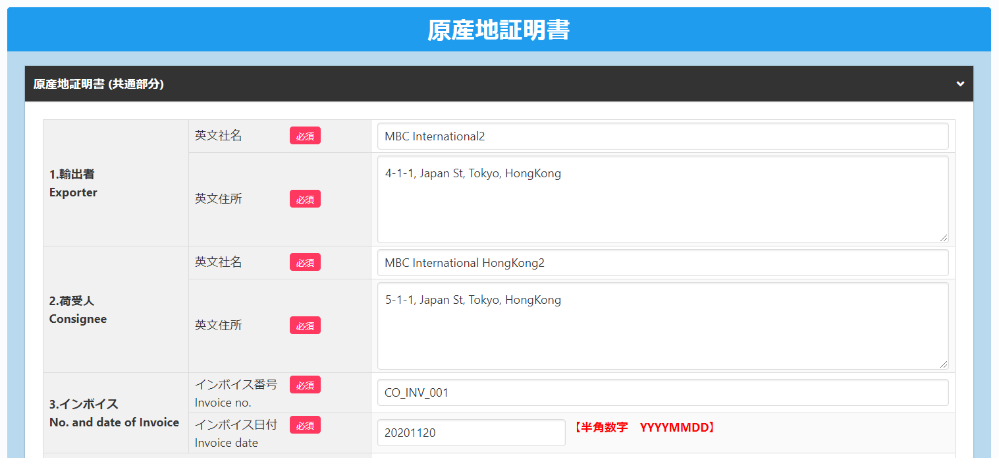 原産地証明書
原産地証明書 (共通部分)
1.輸出者
Exporter
英文社名 必須
MBC International2
英文住所 必須
4-1-1, Japan St, Tokyo, HongKong
2.荷受人
Consignee
英文社名 必須
MBC International HongKong2
英文住所 必須
5-1-1, Japan St, Tokyo, HongKong
3.インボイス
No. and date of Invoice
インボイス番号 必須
Invoice no.
CO_INV_001
インボイス日付 必須
Invoice date
20201120
【半角数字　YYYYMMDD】